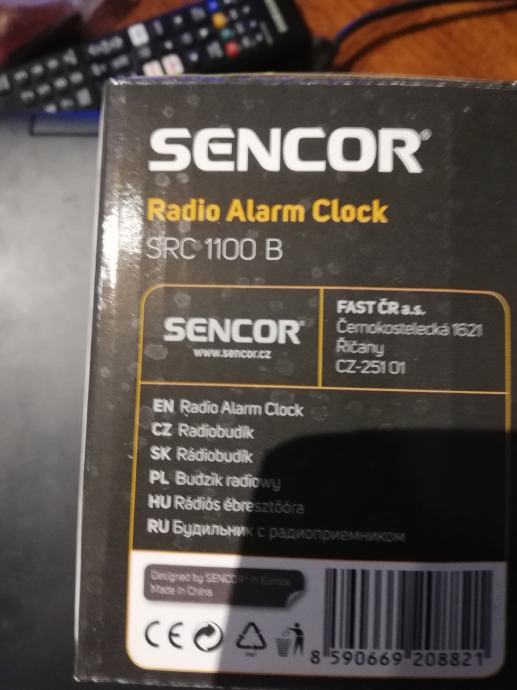 SENCOR®
Radio Alarm Clock
SRC 1100 B
SENCOR®
www.sencor.cz
FAST ČR a.s.
Černokostelecká 1621
Říčany
CZ-251 01
EN Radio Alarm Clock
CZ Radiobudík
SK Rádiobudík
PL Budzik radiowy
HU Rádiós ébresztőóra
RU Будильник с радиоприемником
Designed by SENCOR® in Europe
Made in China
CE
8 590669 208821